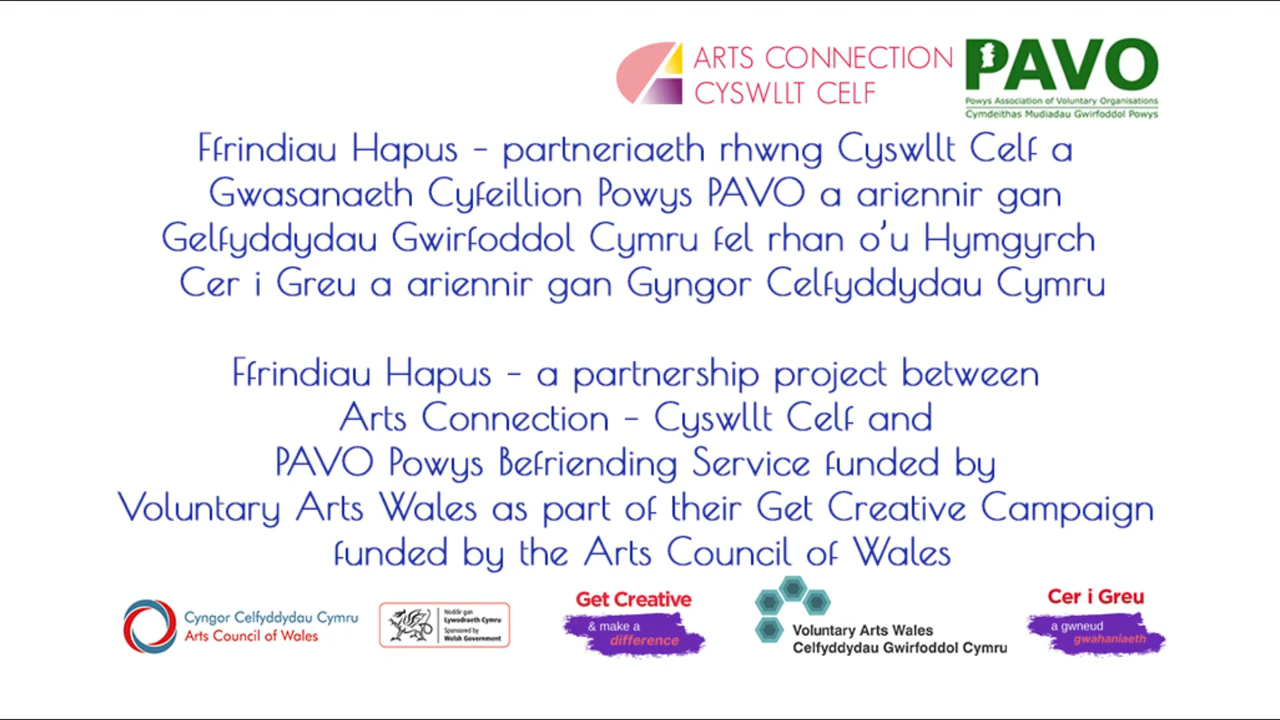 ARTS CONNECTION
CYSWLLT CELF
PAVO
Powys Association of Voluntary Organisations
Cymdeithas Mudiadau Gwirfoddol Powys
Ffrindiau Hapus – partneriaeth rhwng Cyswllt Celf a
Gwasanaeth Cyfeillion Powys PAVO a ariennir gan
Gelfyddydau Gwirfoddol Cymru fel rhan o'u Hymgyrch
Cer i Greu a ariennir gan Gyngor Celfyddydau Cymru
Ffrindiau Hapus – a partnership project between
Arts Connection – Cyswllt Celf and
PAVO Powys Befriending Service funded by
Voluntary Arts Wales as part of their Get Creative Campaign
funded by the Arts Council of Wales
Cyngor Celfyddydau Cymru
Arts Council of Wales
Noddir gan
Lywodraeth Cymru
Sponsored by
Welsh Government
Get Creative
& make a
difference
Voluntary Arts Wales
Celfyddydau Gwirfoddol Cymru
Cer i Greu
a gwneud
gwahaniaeth